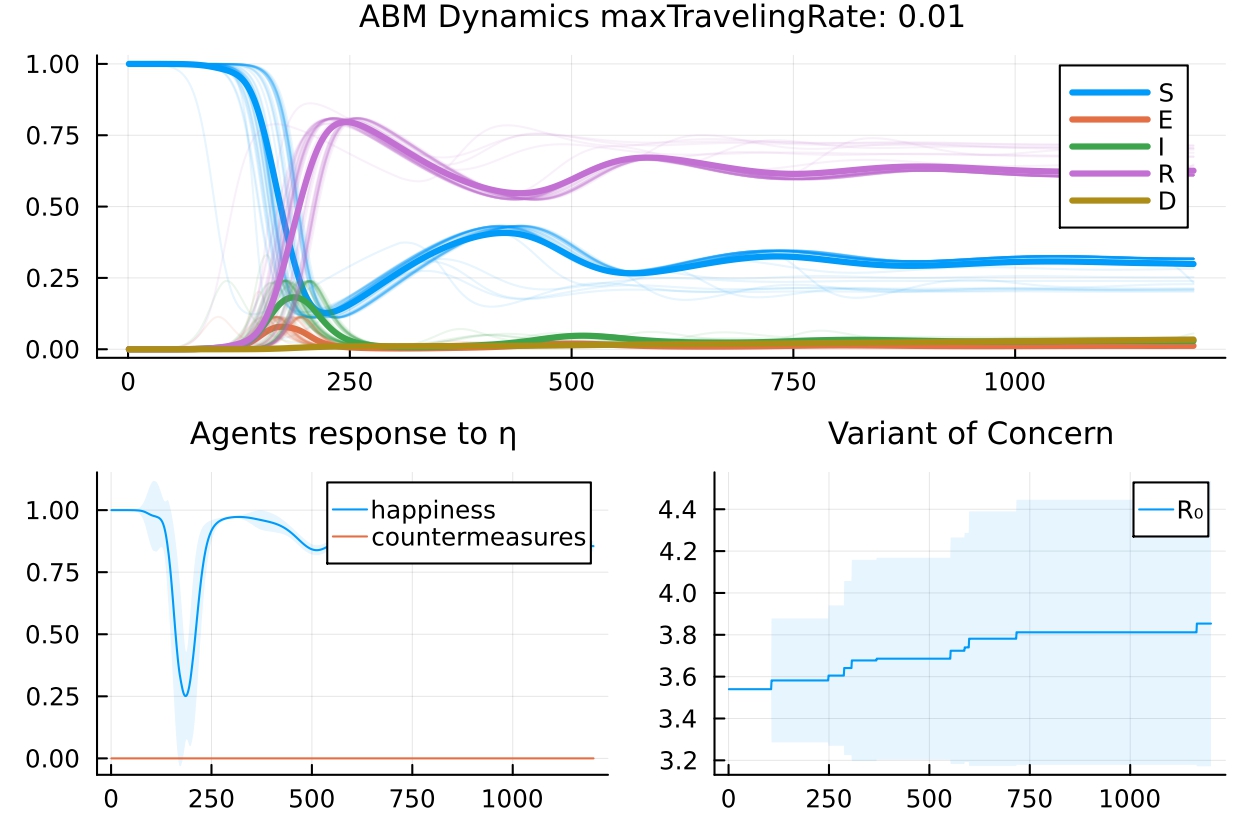 ABM Dynamics maxTravelingRate: 0.01
1.00
0.75
0.50
0.25
0.00
0 250 500 750 1000
S
E
I
R
D
Agents response to η
1.00
0.75
0.50
0.25
0.00
0 250 500 750 1000
happiness
countermeasures
Variant of Concern
4.4
4.2
4.0
3.8
3.6
3.4
3.2
0 250 500 750 1000
R₀